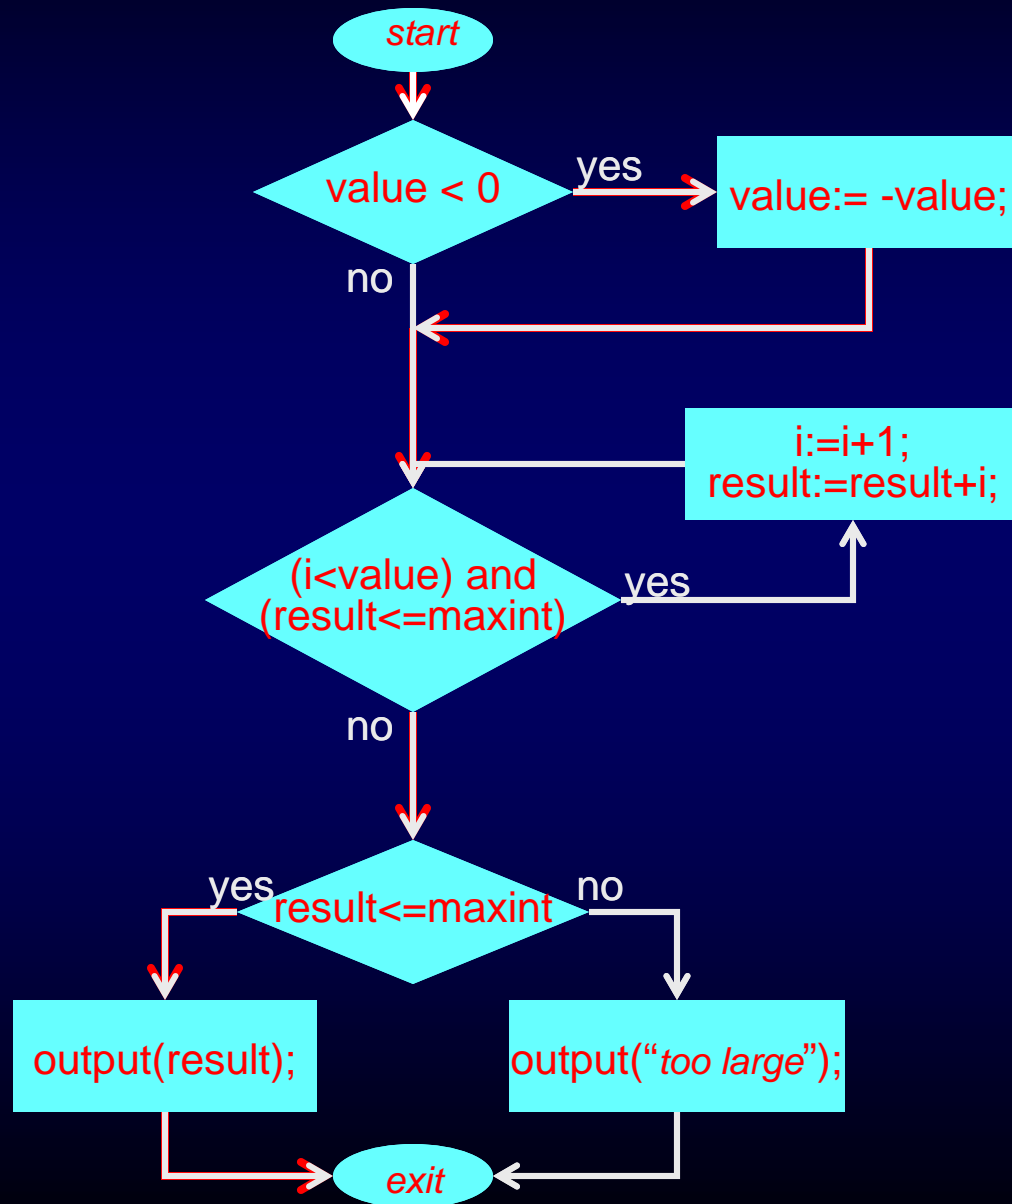 start
value < 0
yes
value:= -value;
no
i:=i+1;
result:=result+i;
(i<value) and
(result<=maxint)
yes
no
yes
result<=maxint
no
output(result);
output(“too large”);
exit